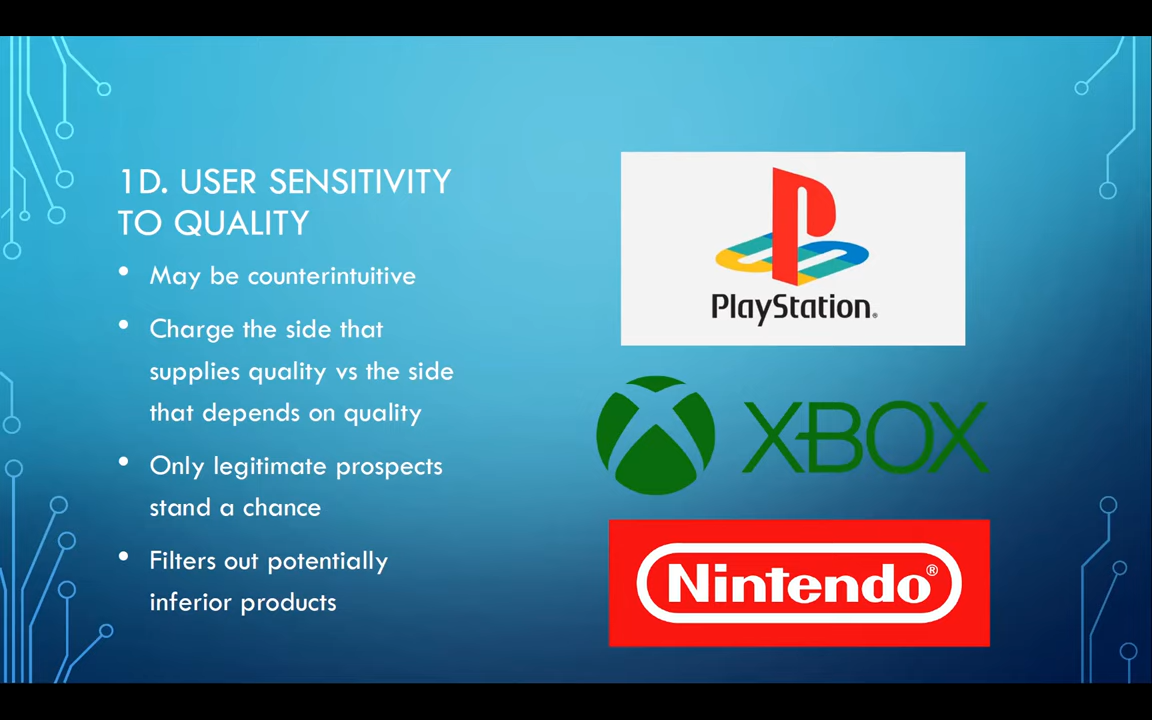 1D. USER SENSITIVITY
TO QUALITY
• May be counterintuitive
• Charge the side that
supplies quality vs the side
that depends on quality
• Only legitimate prospects
stand a chance
• Filters out potentially
inferior products
PlayStation®
XBOX
Nintendo®